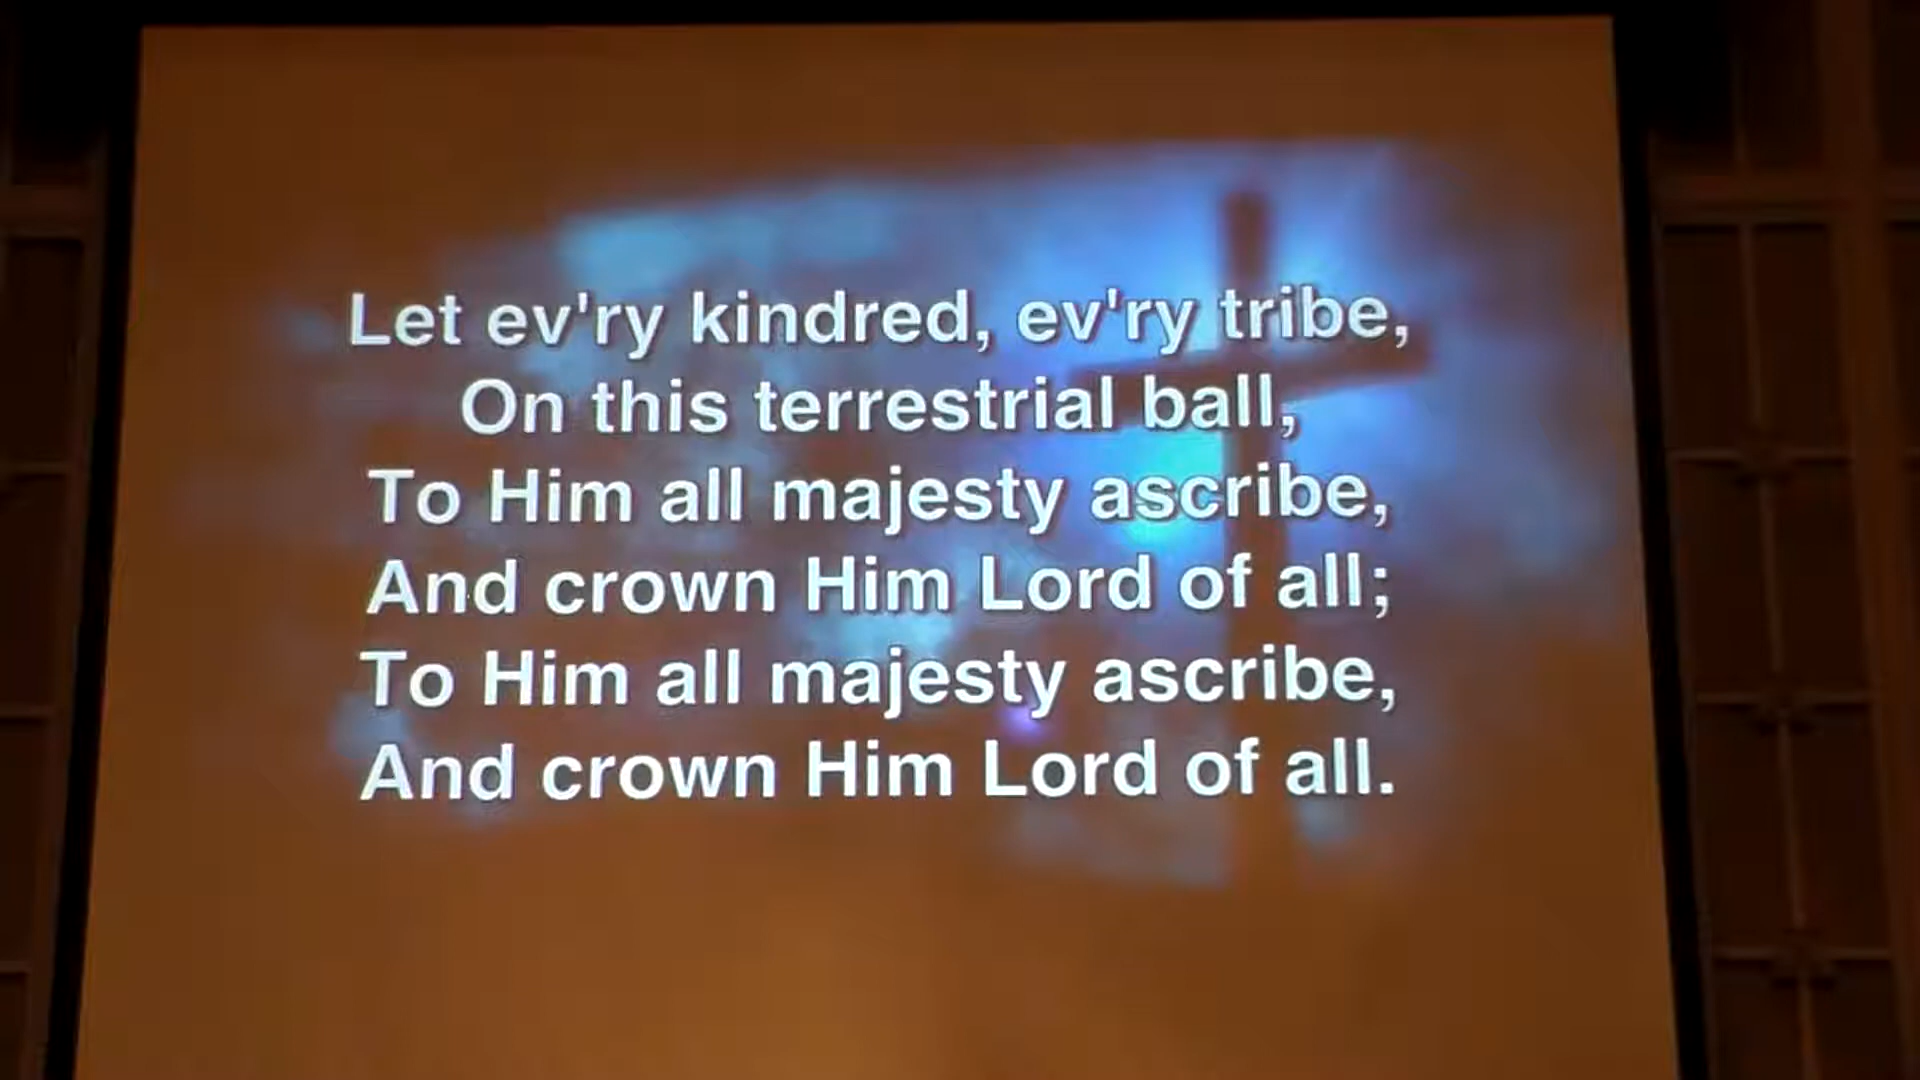 Let ev'ry kindred, ev'ry tribe,
On this terrestrial ball,
To Him all majesty ascribe,
And crown Him Lord of all;
To Him all majesty ascribe,
And crown Him Lord of all.